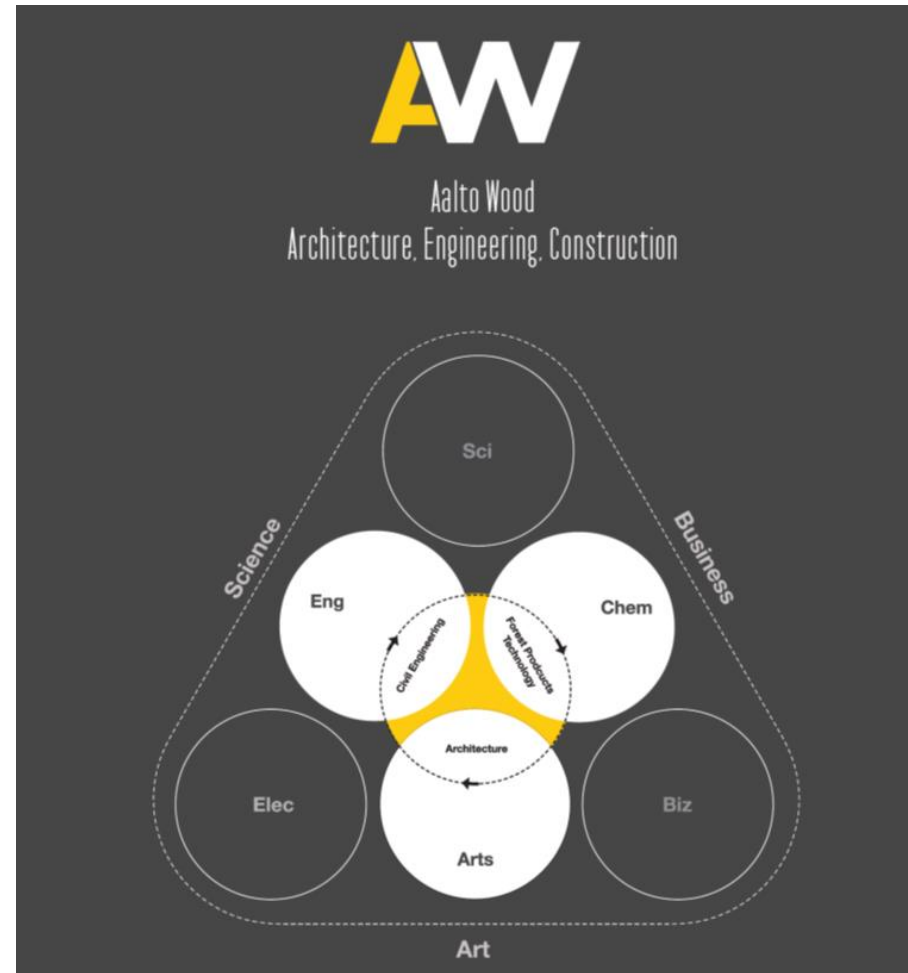 AW
Aalto Wood
Architecture, Engineering, Construction
Sci
Science
Business
Eng
Chem
Civil Engineering
Forest Prodcucts
Technology
Architecture
Elec
Biz
Arts
Art